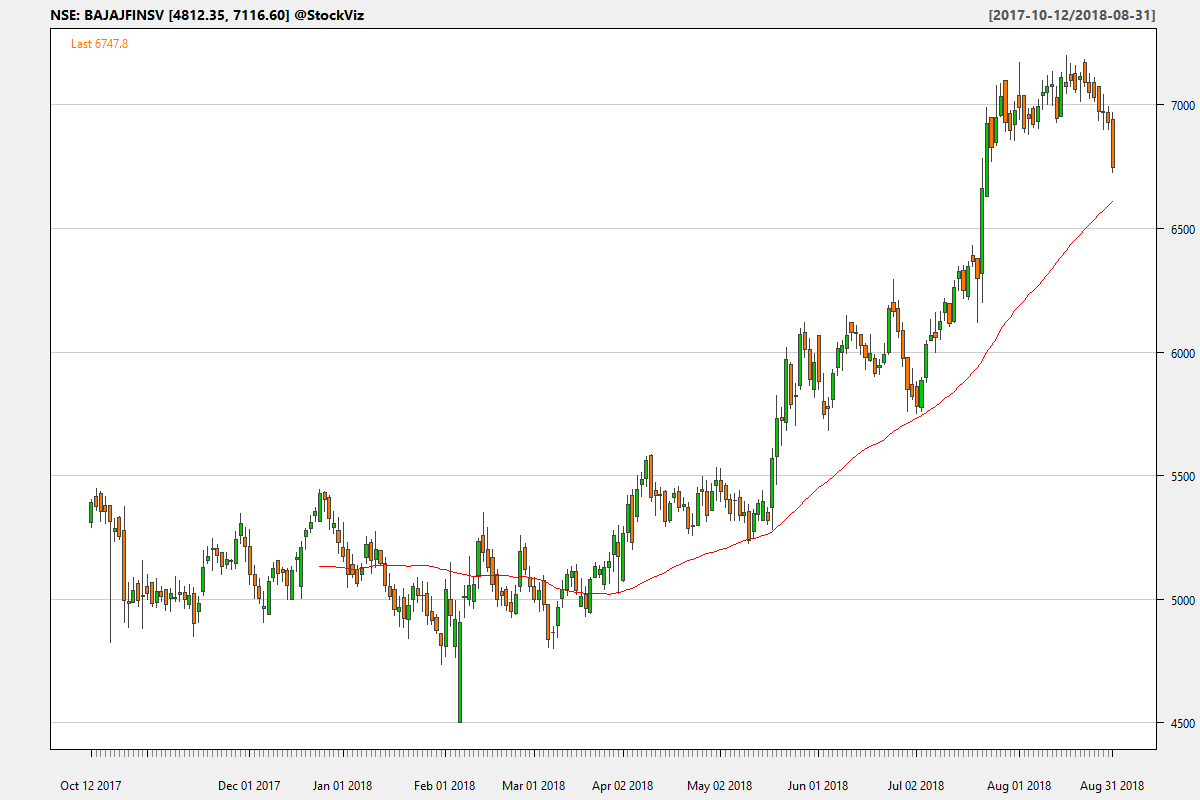 NSE: BAJAJFINSV [4812.35, 7116.60] @StockViz [2017-10-12/2018-08-31]
Last 6747.8
7000
6500
6000
5500
5000
4500
Oct 12 2017 Dec 01 2017 Jan 01 2018 Feb 01 2018 Mar 01 2018 Apr 02 2018 May 02 2018 Jun 01 2018 Jul 02 2018 Aug 01 2018 Aug 31 2018